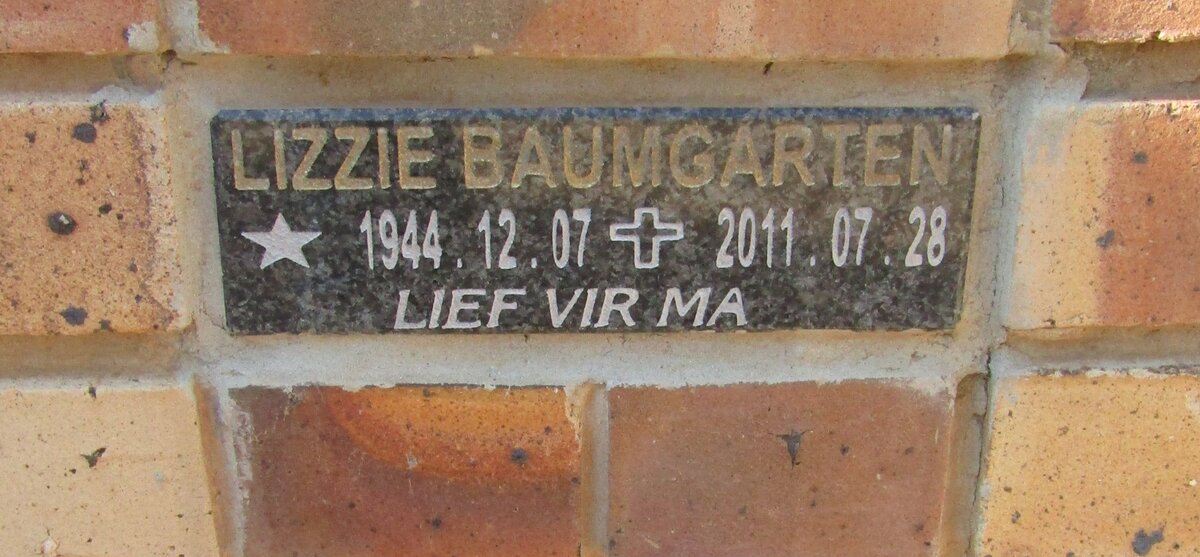 LIZZIE BAUMGARTEN
1944.12.07 2011.07.28
LIEF VIR MA